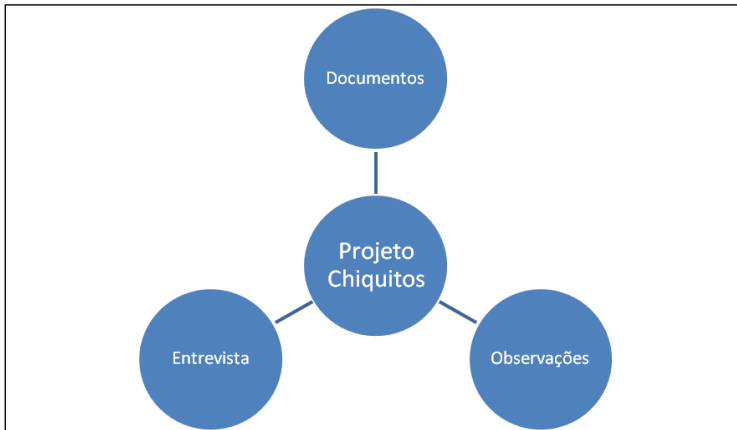 Documentos
Projeto
Chiquitos
Entrevista
Observações